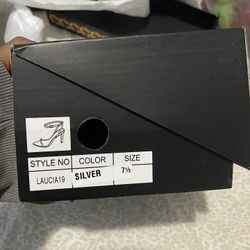 STYLE NO COLOR SIZE
LAUCIA19 SILVER 7½